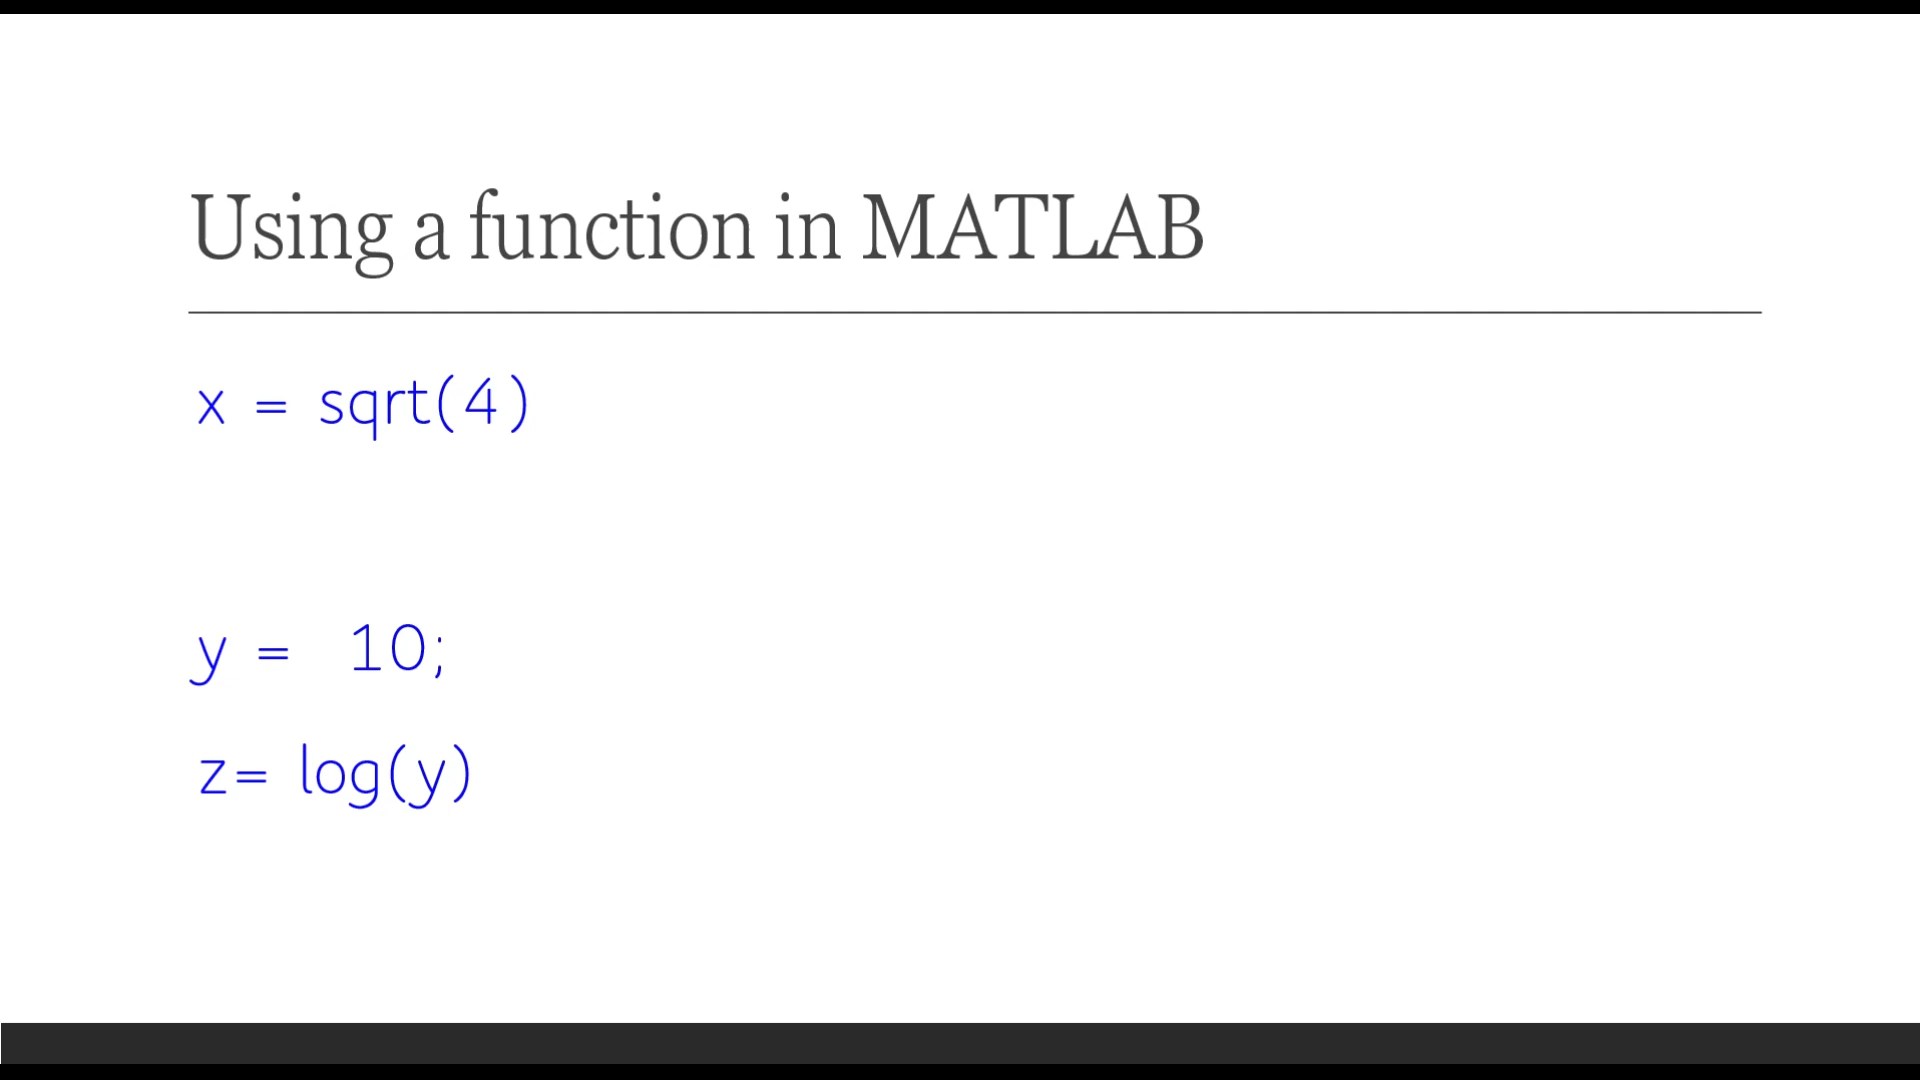 Using a function in MATLAB
x = sqrt(4)
y = 10;
z= log(y)